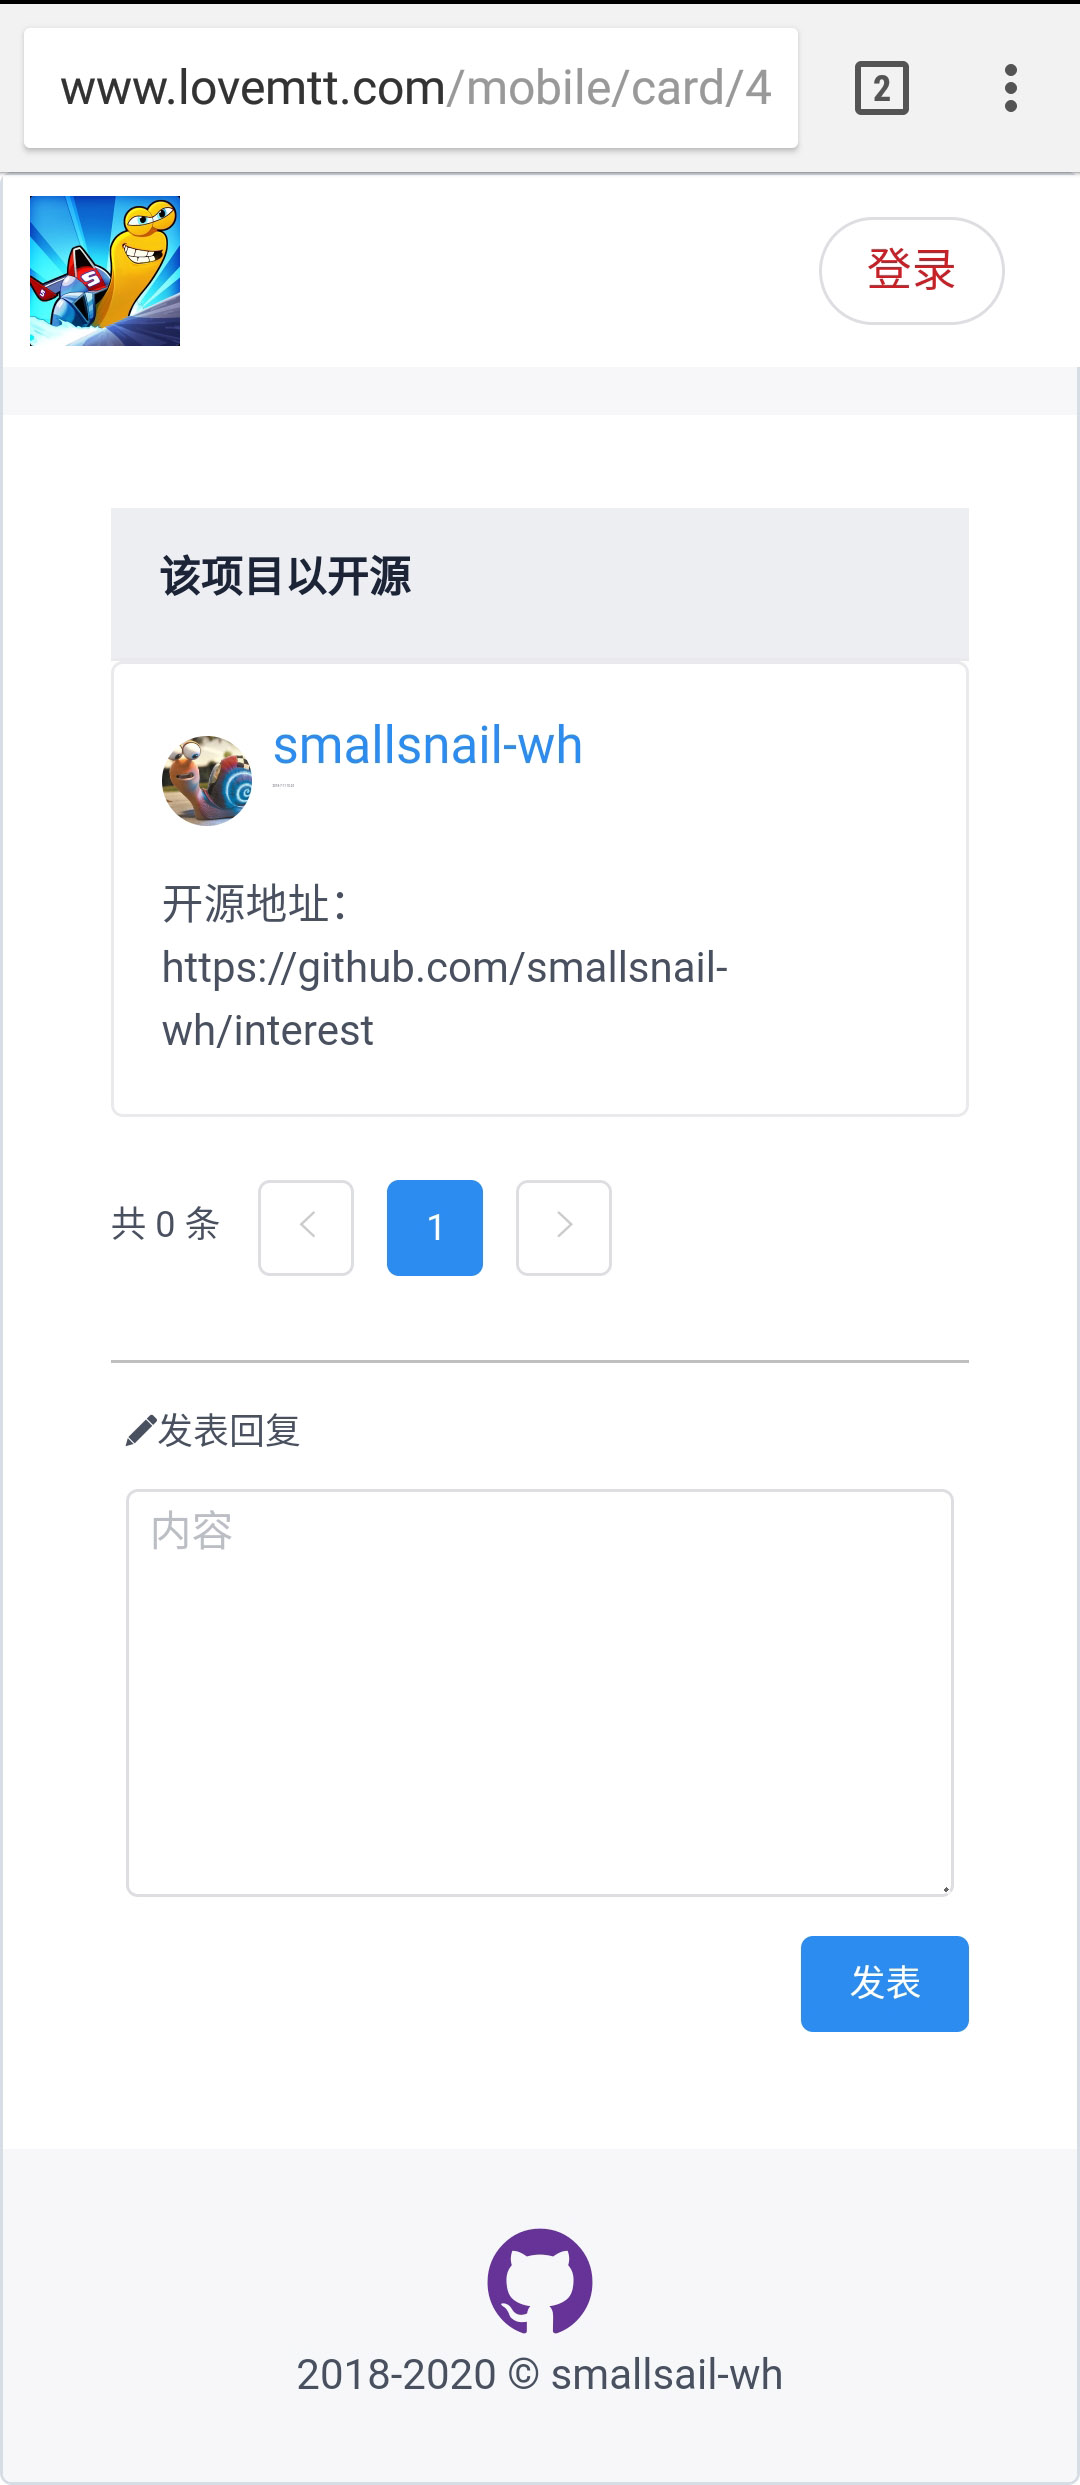 www.lovemtt.com/mobile/card/4
2
登录
该项目以开源
smallsnail-wh
开源地址：
https://github.com/smallsnail-
wh/interest
共 0 条
1
发表回复
内容
发表
2018-2020 © smallsail-wh